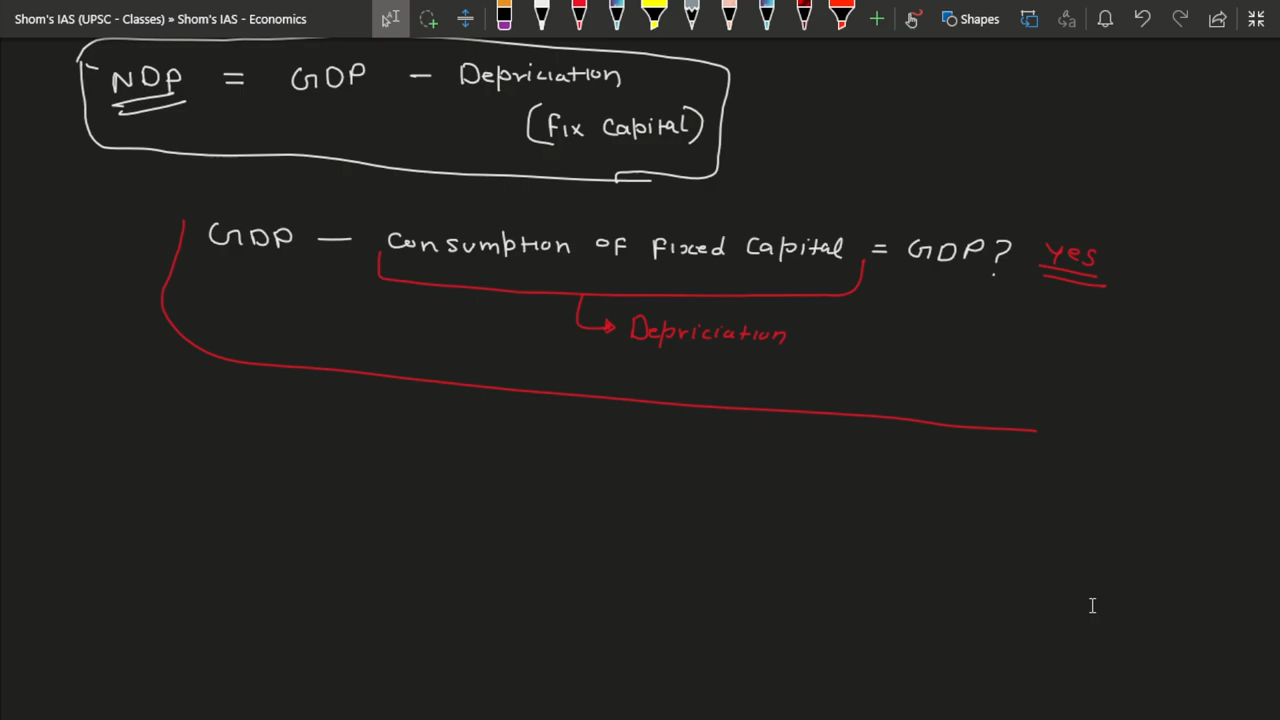 Shom's IAS (UPSC - Classes) » Shom's IAS - Economics
Shapes
NDP = GDP - Depriciation
(Fix Capital)
GDP - Consumption of Fixed Capital = GDP? Yes
Depriciation